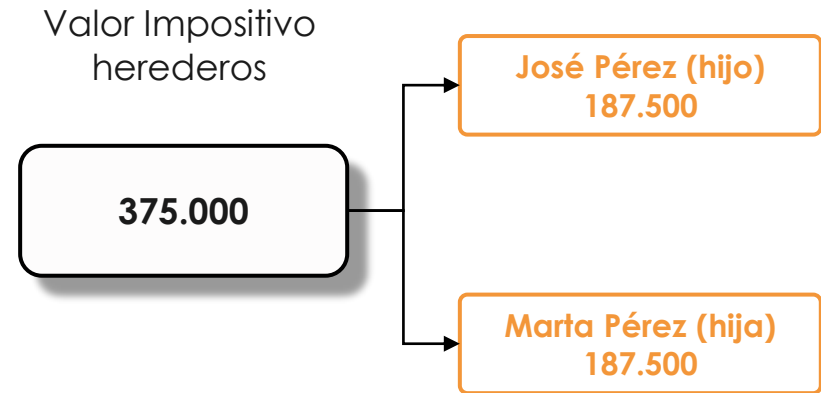 Valor Impositivo
herederos
375.000
José Pérez (hijo)
187.500
Marta Pérez (hija)
187.500